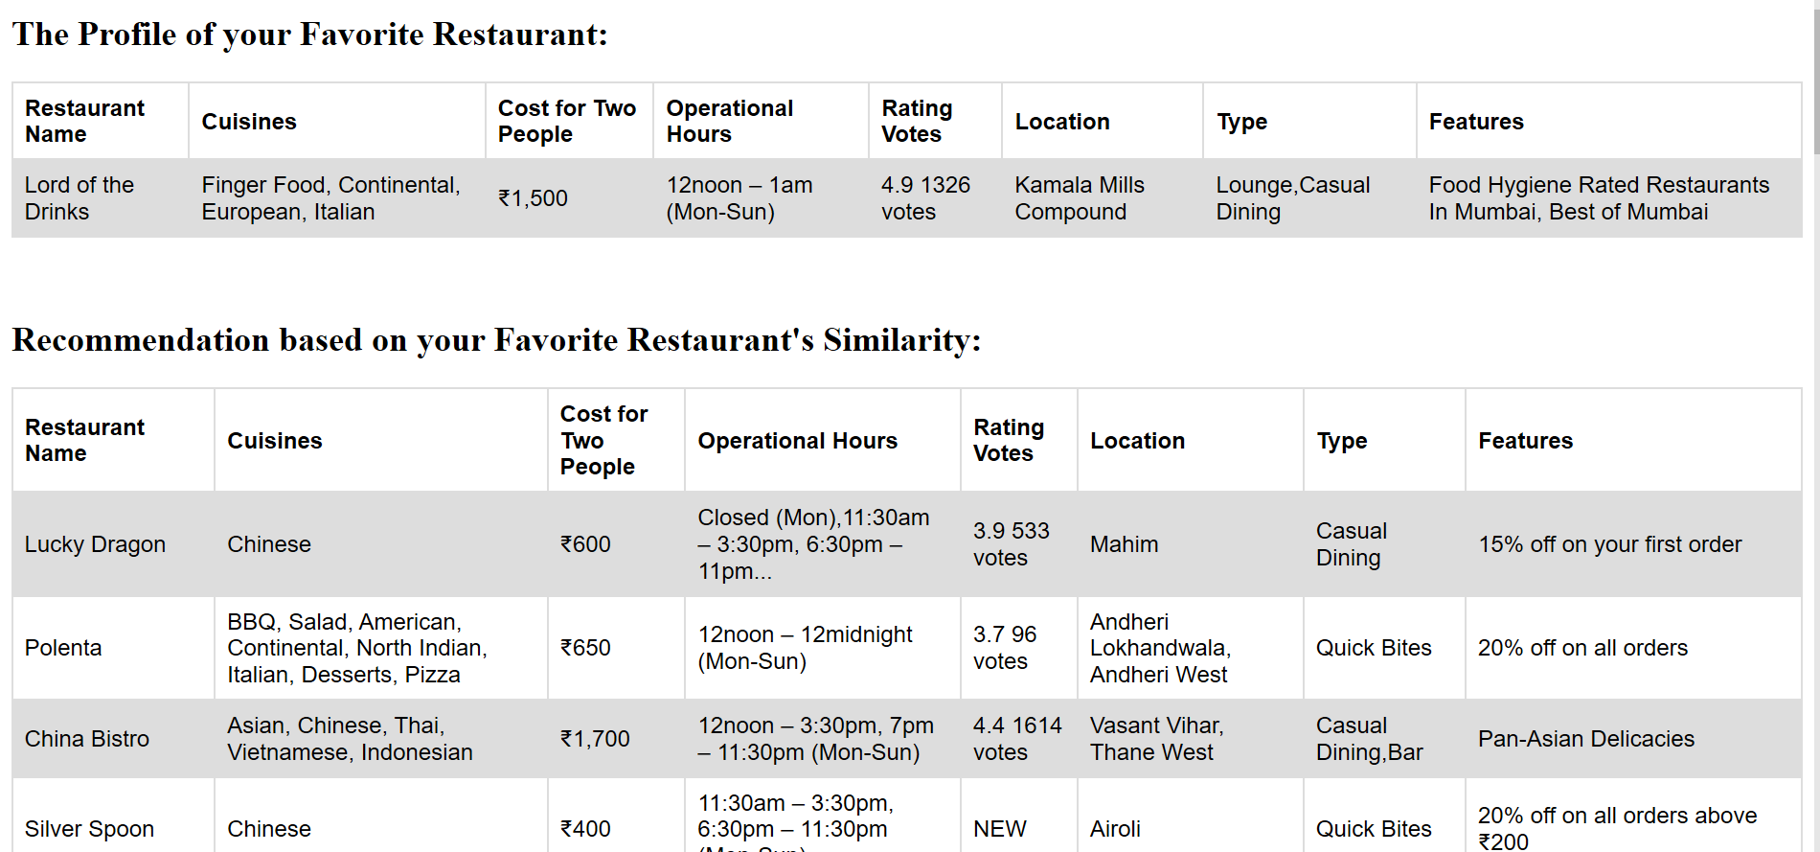 The Profile of your Favorite Restaurant:
Restaurant Name
Cuisines
Cost for Two People
Operational Hours
Rating Votes
Location
Type
Features
Lord of the Drinks
Finger Food, Continental,
European, Italian
₹1,500
12noon – 1am
(Mon-Sun)
4.9 1326
votes
Kamala Mills
Compound
Lounge,Casual
Dining
Food Hygiene Rated Restaurants
In Mumbai, Best of Mumbai
Recommendation based on your Favorite Restaurant's Similarity:
Restaurant
Name
Cuisines
Cost for
Two
People
Operational Hours
Rating
Votes
Location
Type
Features
Lucky Dragon
Chinese
₹600
Closed (Mon),11:30am
– 3:30pm, 6:30pm –
11pm...
3.9 533
votes
Mahim
Casual
Dining
15% off on your first order
Polenta
BBQ, Salad, American,
Continental, North Indian,
Italian, Desserts, Pizza
₹650
12noon – 12midnight
(Mon-Sun)
3.7 96
votes
Andheri
Lokhandwala,
Andheri West
Quick Bites
20% off on all orders
China Bistro
Asian, Chinese, Thai,
Vietnamese, Indonesian
₹1,700
12noon – 3:30pm, 7pm
– 11:30pm (Mon-Sun)
4.4 1614
votes
Vasant Vihar,
Thane West
Casual
Dining,Bar
Pan-Asian Delicacies
Silver Spoon
Chinese
₹400
11:30am – 3:30pm,
6:30pm – 11:30pm
(Mon-Sun)
NEW
Airoli
Quick Bites
20% off on all orders above
₹200